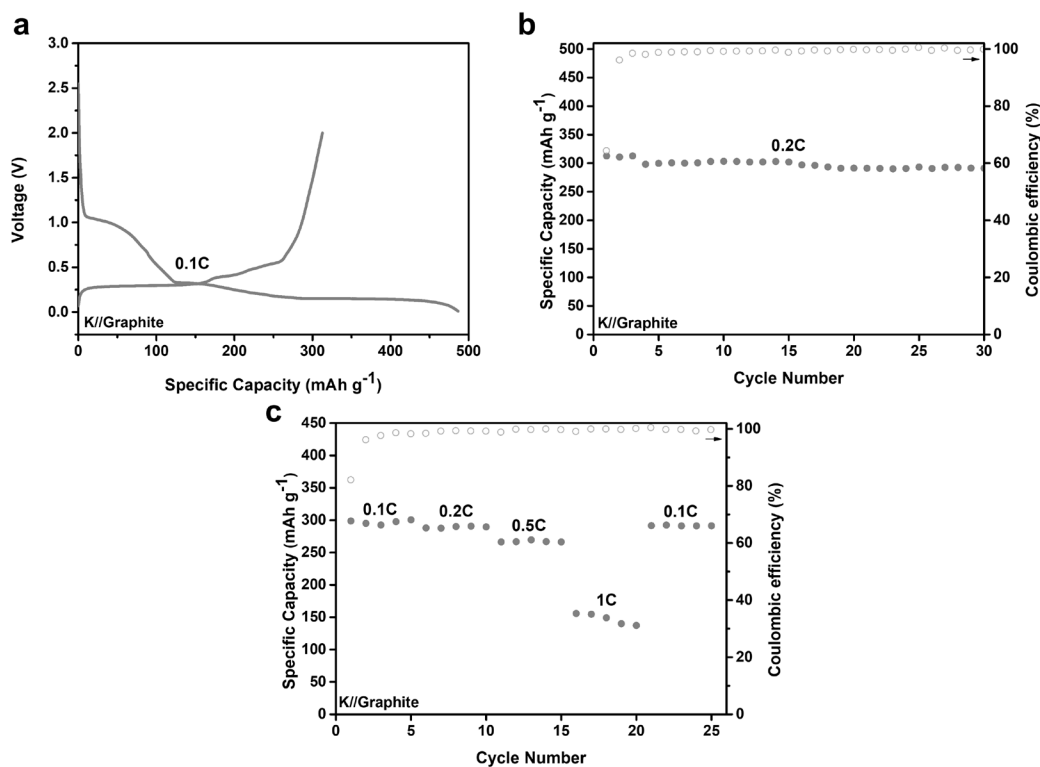 a
3.0
2.5
2.0
1.5
1.0
0.5
0.0
Voltage (V)
0.1C
K//Graphite
0 100 200 300 400 500
Specific Capacity (mAh g-1)
b
500
450
400
350
300
250
200
150
100
50
0
Specific Capacity (mAh g-1)
0.2C
K//Graphite
100
80
60
40
20
0
Coulombic efficiency (%)
0 5 10 15 20 25 30
Cycle Number
c
450
400
350
300
250
200
150
100
50
0
Specific Capacity (mAh g-1)
0.1C 0.2C 0.5C 1C 0.1C
K//Graphite
100
80
60
40
20
0
Coulombic efficiency (%)
0 5 10 15 20 25
Cycle Number